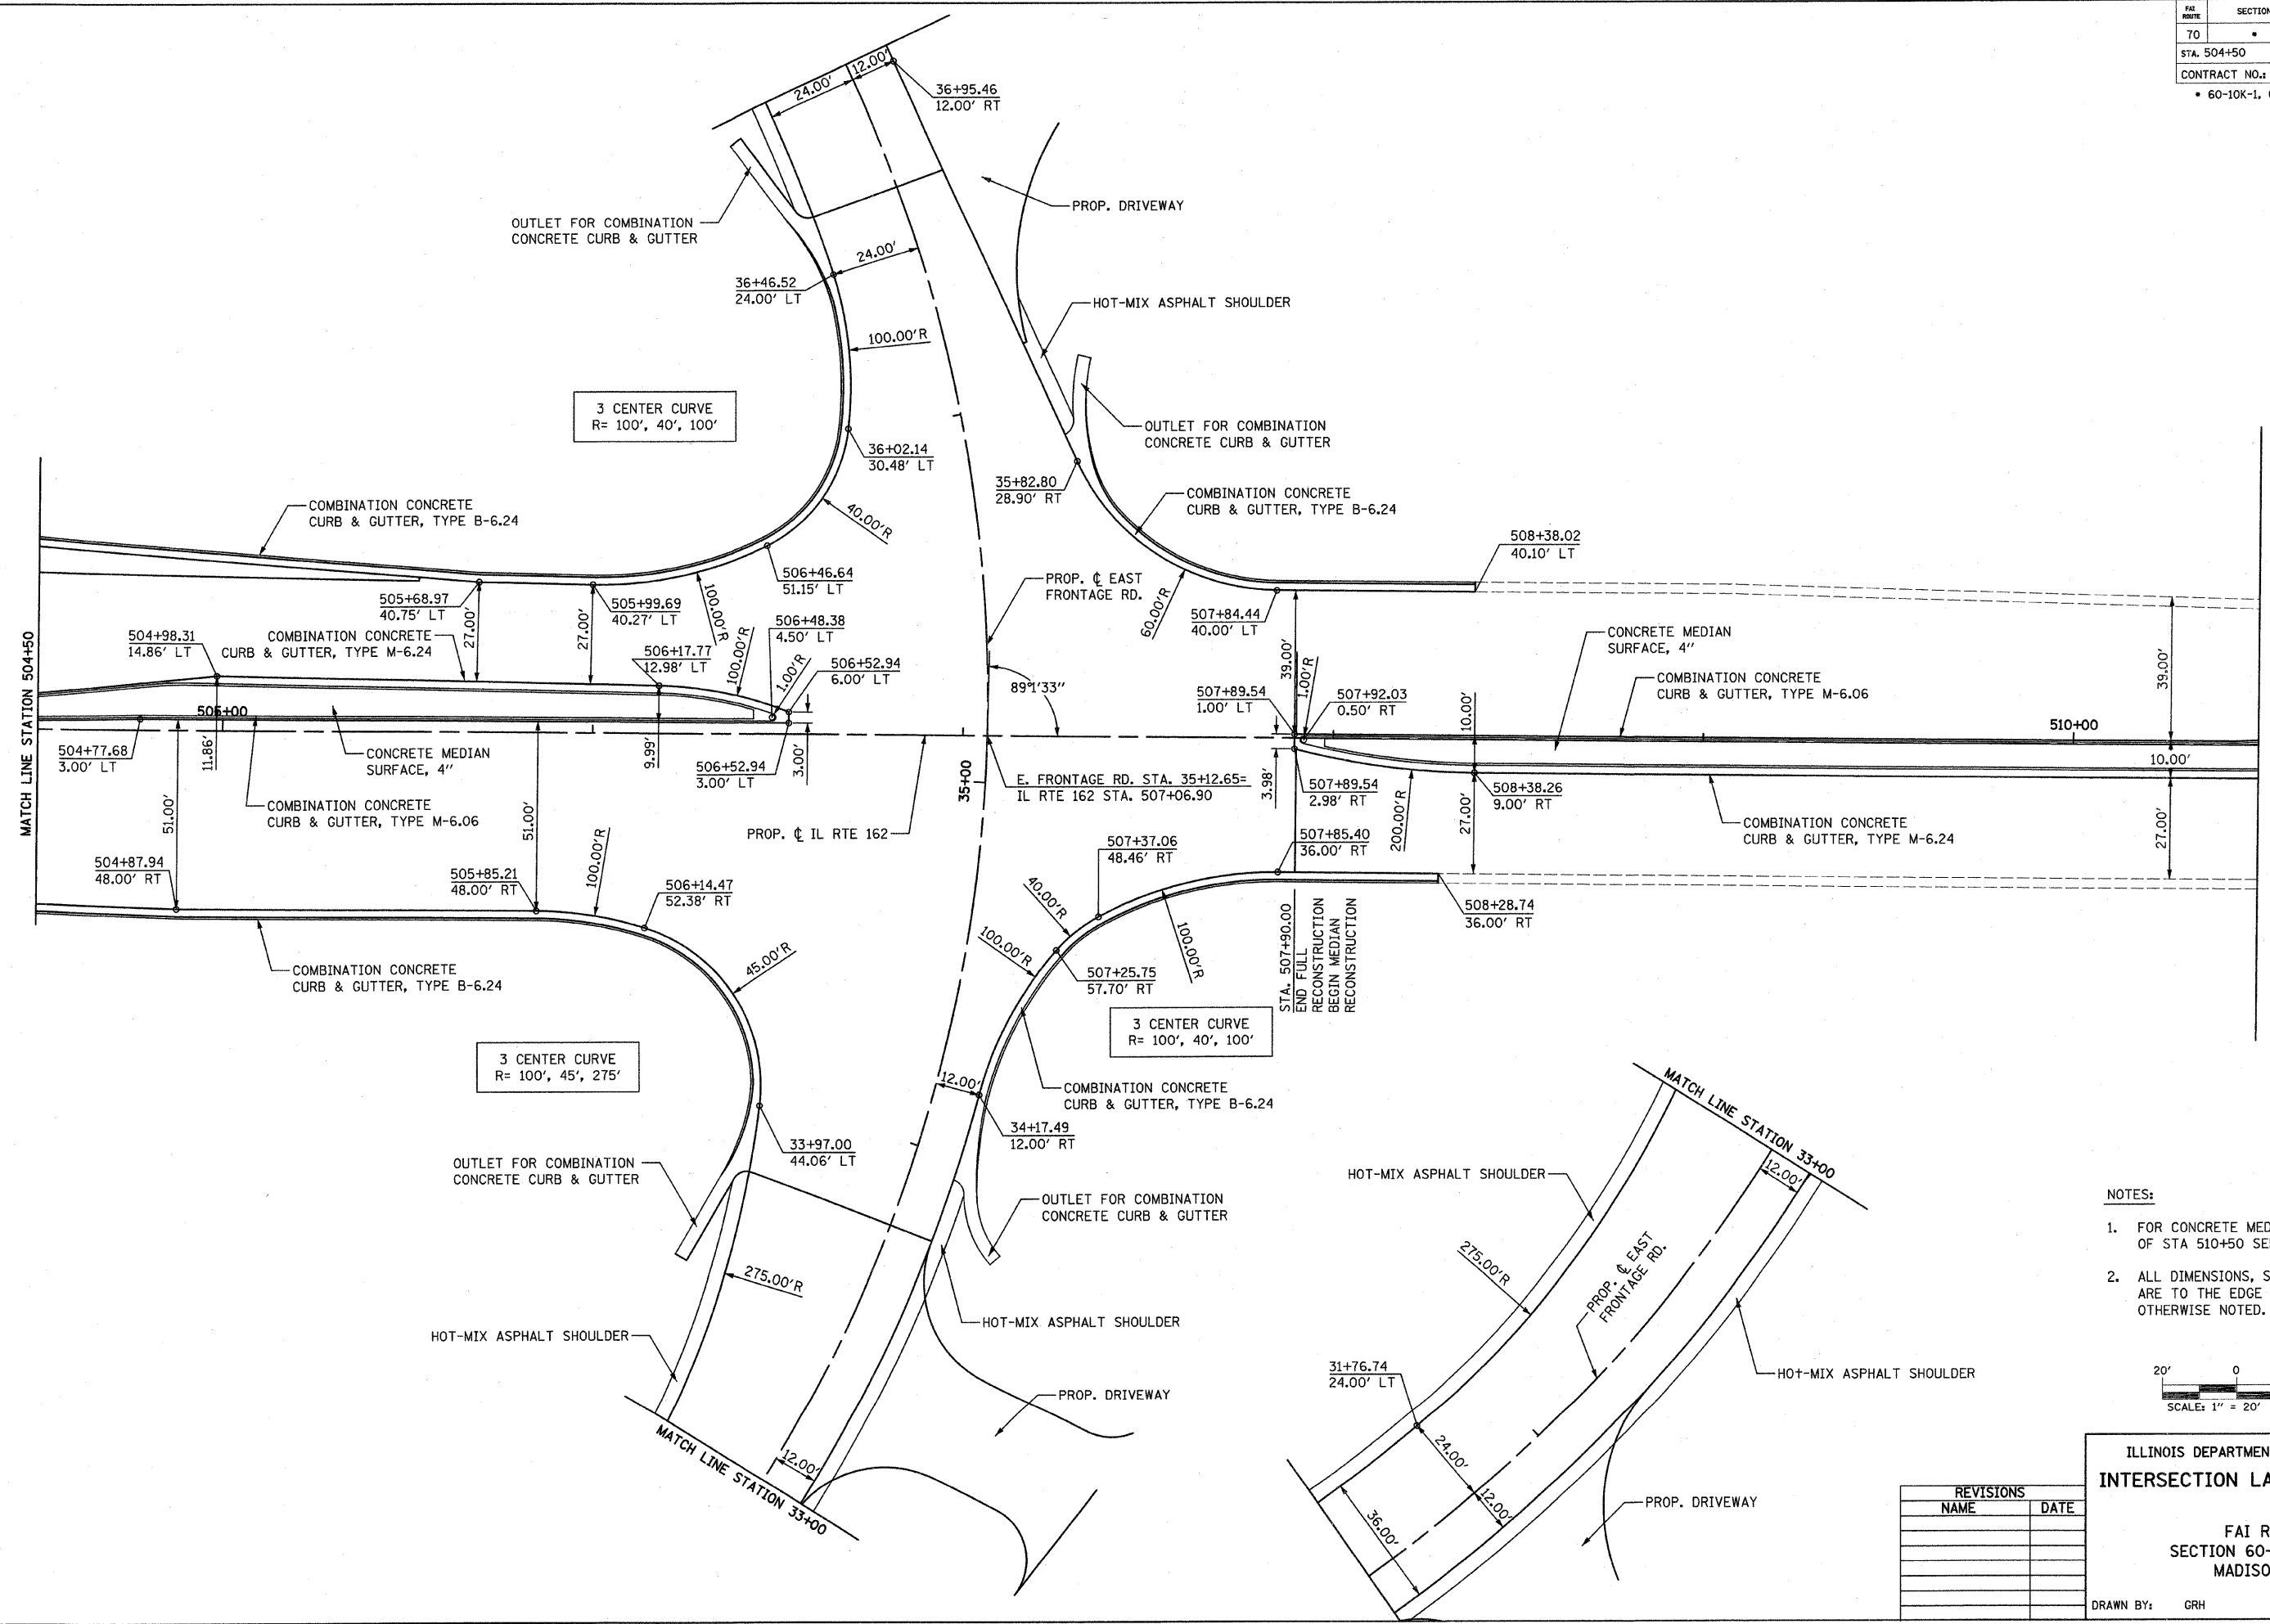 FAI ROUTE
SECTION
70
•
STA. 504+50
CONTRACT NO.:
• 60-10K-1,
24.00'
12.00'
36+95.46
12.00' RT
PROP. DRIVEWAY
OUTLET FOR COMBINATION
CONCRETE CURB & GUTTER
24.00'
36+46.52
24.00' LT
HOT-MIX ASPHALT SHOULDER
100.00'R
3 CENTER CURVE
R= 100', 40', 100'
OUTLET FOR COMBINATION
CONCRETE CURB & GUTTER
36+02.14
30.48' LT
35+82.80
28.90' RT
COMBINATION CONCRETE
CURB & GUTTER, TYPE B-6.24
COMBINATION CONCRETE
CURB & GUTTER, TYPE B-6.24
40.00'R
508+38.02
40.10' LT
506+46.64
51.15' LT
PROP. ℄ EAST
FRONTAGE RD.
505+68.97
40.75' LT
505+99.69
40.27' LT
100.00'R
60.00'R
507+84.44
40.00' LT
27.00'
27.00'
506+48.38
4.50' LT
504+98.31
14.86' LT
COMBINATION CONCRETE
CURB & GUTTER, TYPE M-6.24
506+17.77
12.98' LT
100.00'R
1.00'R
506+52.94
6.00' LT
CONCRETE MEDIAN
SURFACE, 4"
39.00'
39.00'
89°1'33"
507+89.54
1.00' LT
1.00'R
507+92.03
0.50' RT
COMBINATION CONCRETE
CURB & GUTTER, TYPE M-6.06
10.00'
MATCH LINE STATION 504+50
505+00
510+00
504+77.68
3.00' LT
11.86'
CONCRETE MEDIAN
SURFACE, 4"
9.99'
506+52.94
3.00' LT
3.00'
35+00
E. FRONTAGE RD. STA. 35+12.65=
IL RTE 162 STA. 507+06.90
3.98'
507+89.54
2.98' RT
200.00'R
508+38.26
9.00' RT
10.00'
51.00'
COMBINATION CONCRETE
CURB & GUTTER, TYPE M-6.06
51.00'
PROP. ℄ IL RTE 162
27.00'
27.00'
COMBINATION CONCRETE
CURB & GUTTER, TYPE M-6.24
507+37.06
48.46' RT
507+85.40
36.00' RT
504+87.94
48.00' RT
505+85.21
48.00' RT
100.00'R
506+14.47
52.38' RT
40.00'R
508+28.74
36.00' RT
100.00'R
100.00'R
507+25.75
57.70' RT
STA. 507+90.00
END FULL
RECONSTRUCTION
BEGIN MEDIAN
RECONSTRUCTION
COMBINATION CONCRETE
CURB & GUTTER, TYPE B-6.24
45.00'R
3 CENTER CURVE
R= 100', 40', 100'
3 CENTER CURVE
R= 100', 45', 275'
12.00'
COMBINATION CONCRETE
CURB & GUTTER, TYPE B-6.24
34+17.49
12.00' RT
33+97.00
44.06' LT
OUTLET FOR COMBINATION
CONCRETE CURB & GUTTER
OUTLET FOR COMBINATION
CONCRETE CURB & GUTTER
275.00'R
HOT-MIX ASPHALT SHOULDER
HOT-MIX ASPHALT SHOULDER
PROP. DRIVEWAY
12.00'
MATCH LINE STATION 33+00
MATCH LINE STATION 33+00
12.00'
HOT-MIX ASPHALT SHOULDER
275.00'R
PROP. ℄ EAST
FRONTAGE RD.
31+76.74
24.00' LT
HOT-MIX ASPHALT SHOULDER
24.00'
12.00'
36.00'
PROP. DRIVEWAY
NOTES:
1. FOR CONCRETE MED
OF STA 510+50 SE
2. ALL DIMENSIONS, S
ARE TO THE EDGE
OTHERWISE NOTED.
20' 0
SCALE: 1" = 20'
ILLINOIS DEPARTMEN
INTERSECTION LA
REVISIONS
NAME DATE
FAI R
SECTION 60-
MADISO
DRAWN BY: GRH